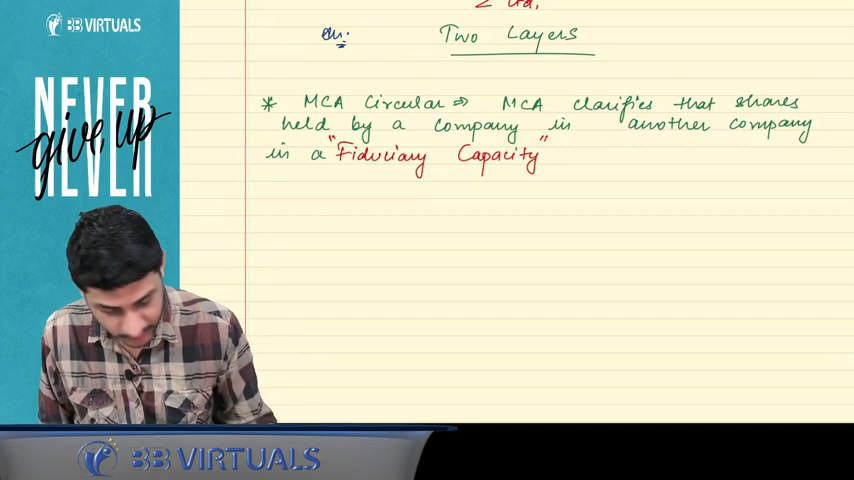 Z Ltd.
BB VIRTUALS
Two Layers
NEVER
give up
NEVER
* MCA Circular ⇒ MCA clarifies that shares
held by a company in another company
in a "Fiduciary Capacity"
BB VIRTUALS